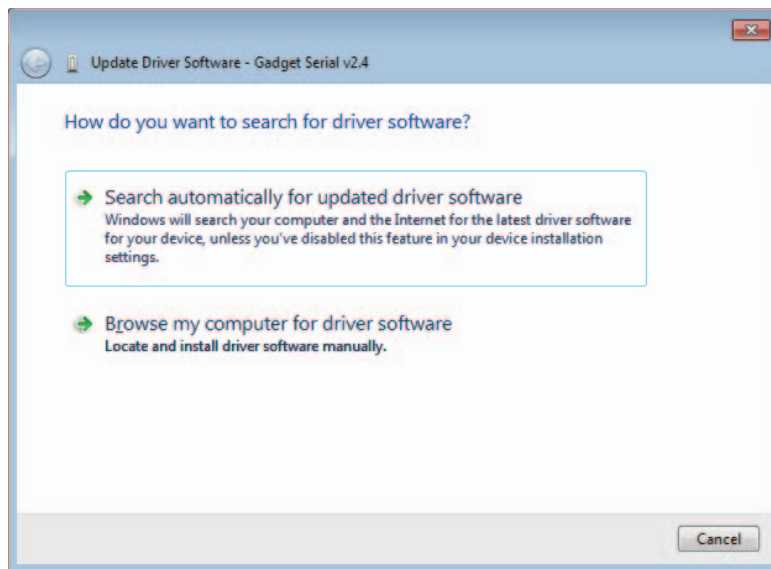 Update Driver Software - Gadget Serial v2.4
How do you want to search for driver software?
Search automatically for updated driver software
Windows will search your computer and the Internet for the latest driver software
for your device, unless you've disabled this feature in your device installation
settings.
Browse my computer for driver software
Locate and install driver software manually.
Cancel